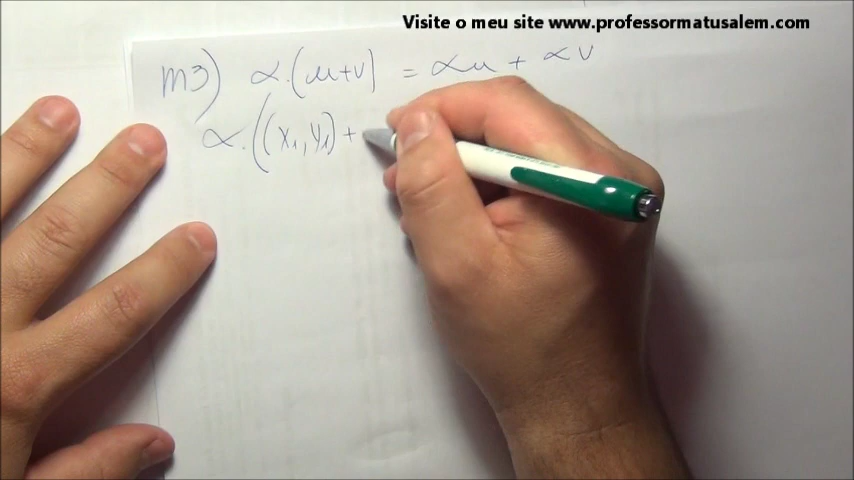 Visite o meu site www.professormatusalem.com
m3) α.(u+v) = αu + αv
α.((x₁,y₁)+